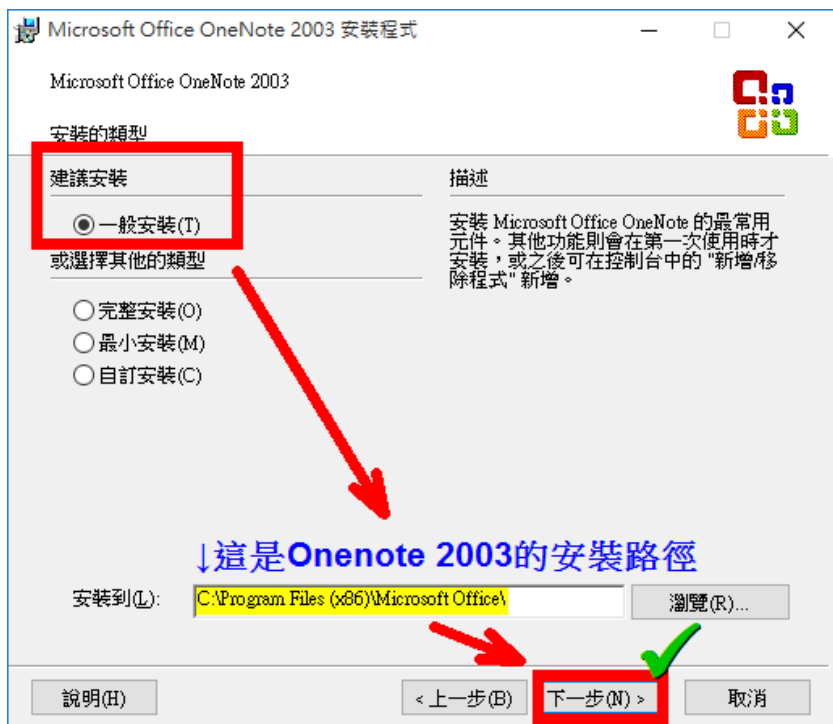 Microsoft Office OneNote 2003 安裝程式
Microsoft Office OneNote 2003
安裝的類型
建議安裝
一般安裝(T)
或選擇其他的類型
完整安裝(O)
最小安裝(M)
自訂安裝(C)
描述
安裝 Microsoft Office OneNote 的最常用
元件。其他功能則會在第一次使用時才
安裝，或之後可在控制台中的 "新增/移
除程式" 新增。
↓這是Onenote 2003的安裝路徑
安裝到(L):
C:\Program Files (x86)\Microsoft Office\
瀏覽(R)...
說明(H)
< 上一步(B)
下一步(N) >
取消